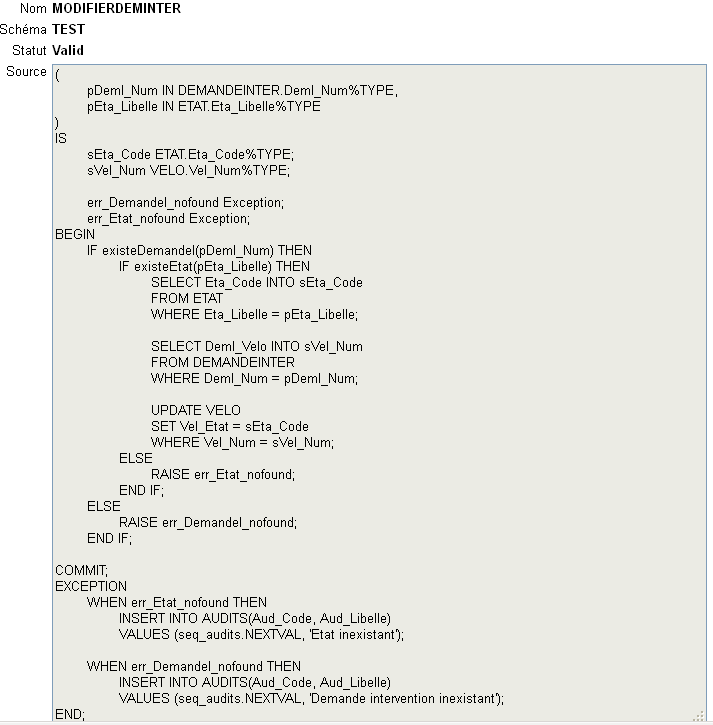 Nom MODIFIERDEMINTER
Schéma TEST
Statut Valid
Source (
pDemI_Num IN DEMANDEINTER.DemI_Num%TYPE,
pEta_Libelle IN ETAT.Eta_Libelle%TYPE
)
IS
sEta_Code ETAT.Eta_Code%TYPE;
sVel_Num VELO.Vel_Num%TYPE;
err_DemandeI_nofound Exception;
err_Etat_nofound Exception;
BEGIN
IF existeDemandeI(pDemI_Num) THEN
IF existeEtat(pEta_Libelle) THEN
SELECT Eta_Code INTO sEta_Code
FROM ETAT
WHERE Eta_Libelle = pEta_Libelle;
SELECT DemI_Velo INTO sVel_Num
FROM DEMANDEINTER
WHERE DemI_Num = pDemI_Num;
UPDATE VELO
SET Vel_Etat = sEta_Code
WHERE Vel_Num = sVel_Num;
ELSE
RAISE err_Etat_nofound;
END IF;
ELSE
RAISE err_DemandeI_nofound;
END IF;
COMMIT;
EXCEPTION
WHEN err_Etat_nofound THEN
INSERT INTO AUDITS(Aud_Code, Aud_Libelle)
VALUES (seq_audits.NEXTVAL, 'Etat inexistant');
WHEN err_DemandeI_nofound THEN
INSERT INTO AUDITS(Aud_Code, Aud_Libelle)
VALUES (seq_audits.NEXTVAL, 'Demande intervention inexistant');
END;